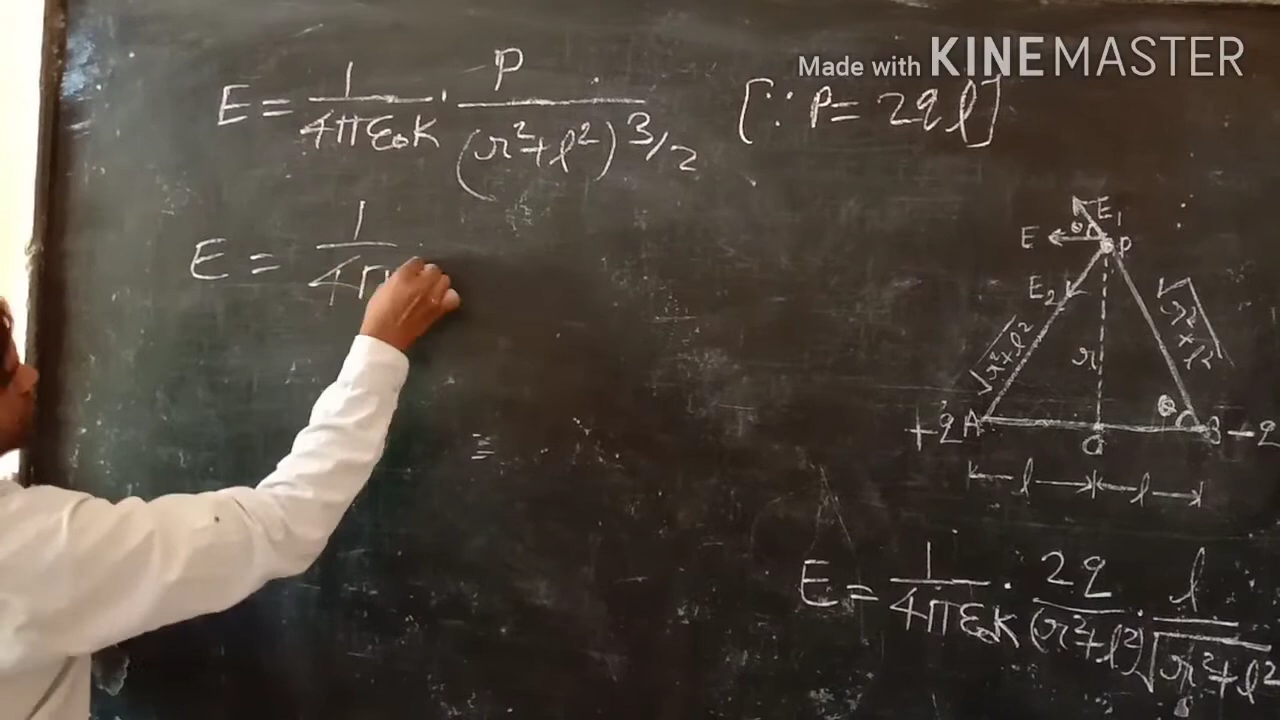 Made with KINEMASTER
E = 1/4πε₀K · P/(r²+l²)^3/2 [∵ P = 2ql]
E = 1/4π
E₁
E P
θ
E₂
√r²+l² r √r²+l²
+q A O θ B -q
l l
E = 1/4πε₀K · 2q/(r²+l²) · l/√r²+l²